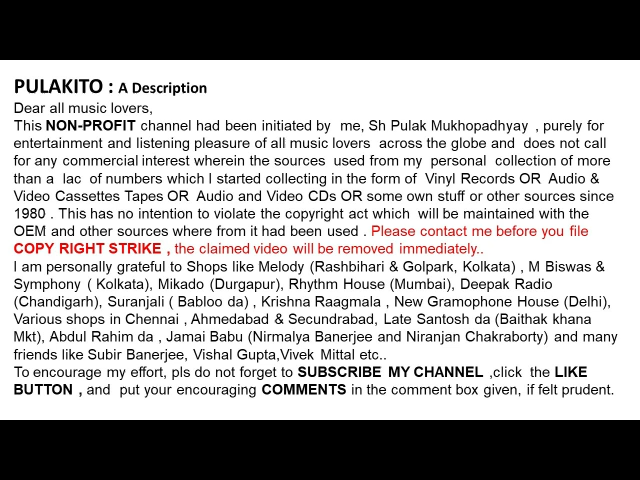 PULAKITO : A Description
Dear all music lovers,
This NON-PROFIT channel had been initiated by me, Sh Pulak Mukhopadhyay , purely for
entertainment and listening pleasure of all music lovers across the globe and does not call
for any commercial interest wherein the sources used from my personal collection of more
than a lac of numbers which I started collecting in the form of Vinyl Records OR Audio &
Video Cassettes Tapes OR Audio and Video CDs OR some own stuff or other sources since
1980 . This has no intention to violate the copyright act which will be maintained with the
OEM and other sources where from it had been used . Please contact me before you file
COPY RIGHT STRIKE , the claimed video will be removed immediately..
I am personally grateful to Shops like Melody (Rashbihari & Golpark, Kolkata) , M Biswas &
Symphony ( Kolkata), Mikado (Durgapur), Rhythm House (Mumbai), Deepak Radio
(Chandigarh), Suranjali ( Babloo da) , Krishna Raagmala , New Gramophone House (Delhi),
Various shops in Chennai , Ahmedabad & Secundrabad, Late Santosh da (Baithak khana
Mkt), Abdul Rahim da , Jamai Babu (Nirmalya Banerjee and Niranjan Chakraborty) and many
friends like Subir Banerjee, Vishal Gupta,Vivek Mittal etc..
To encourage my effort, pls do not forget to SUBSCRIBE MY CHANNEL ,click the LIKE
BUTTON , and put your encouraging COMMENTS in the comment box given, if felt prudent.